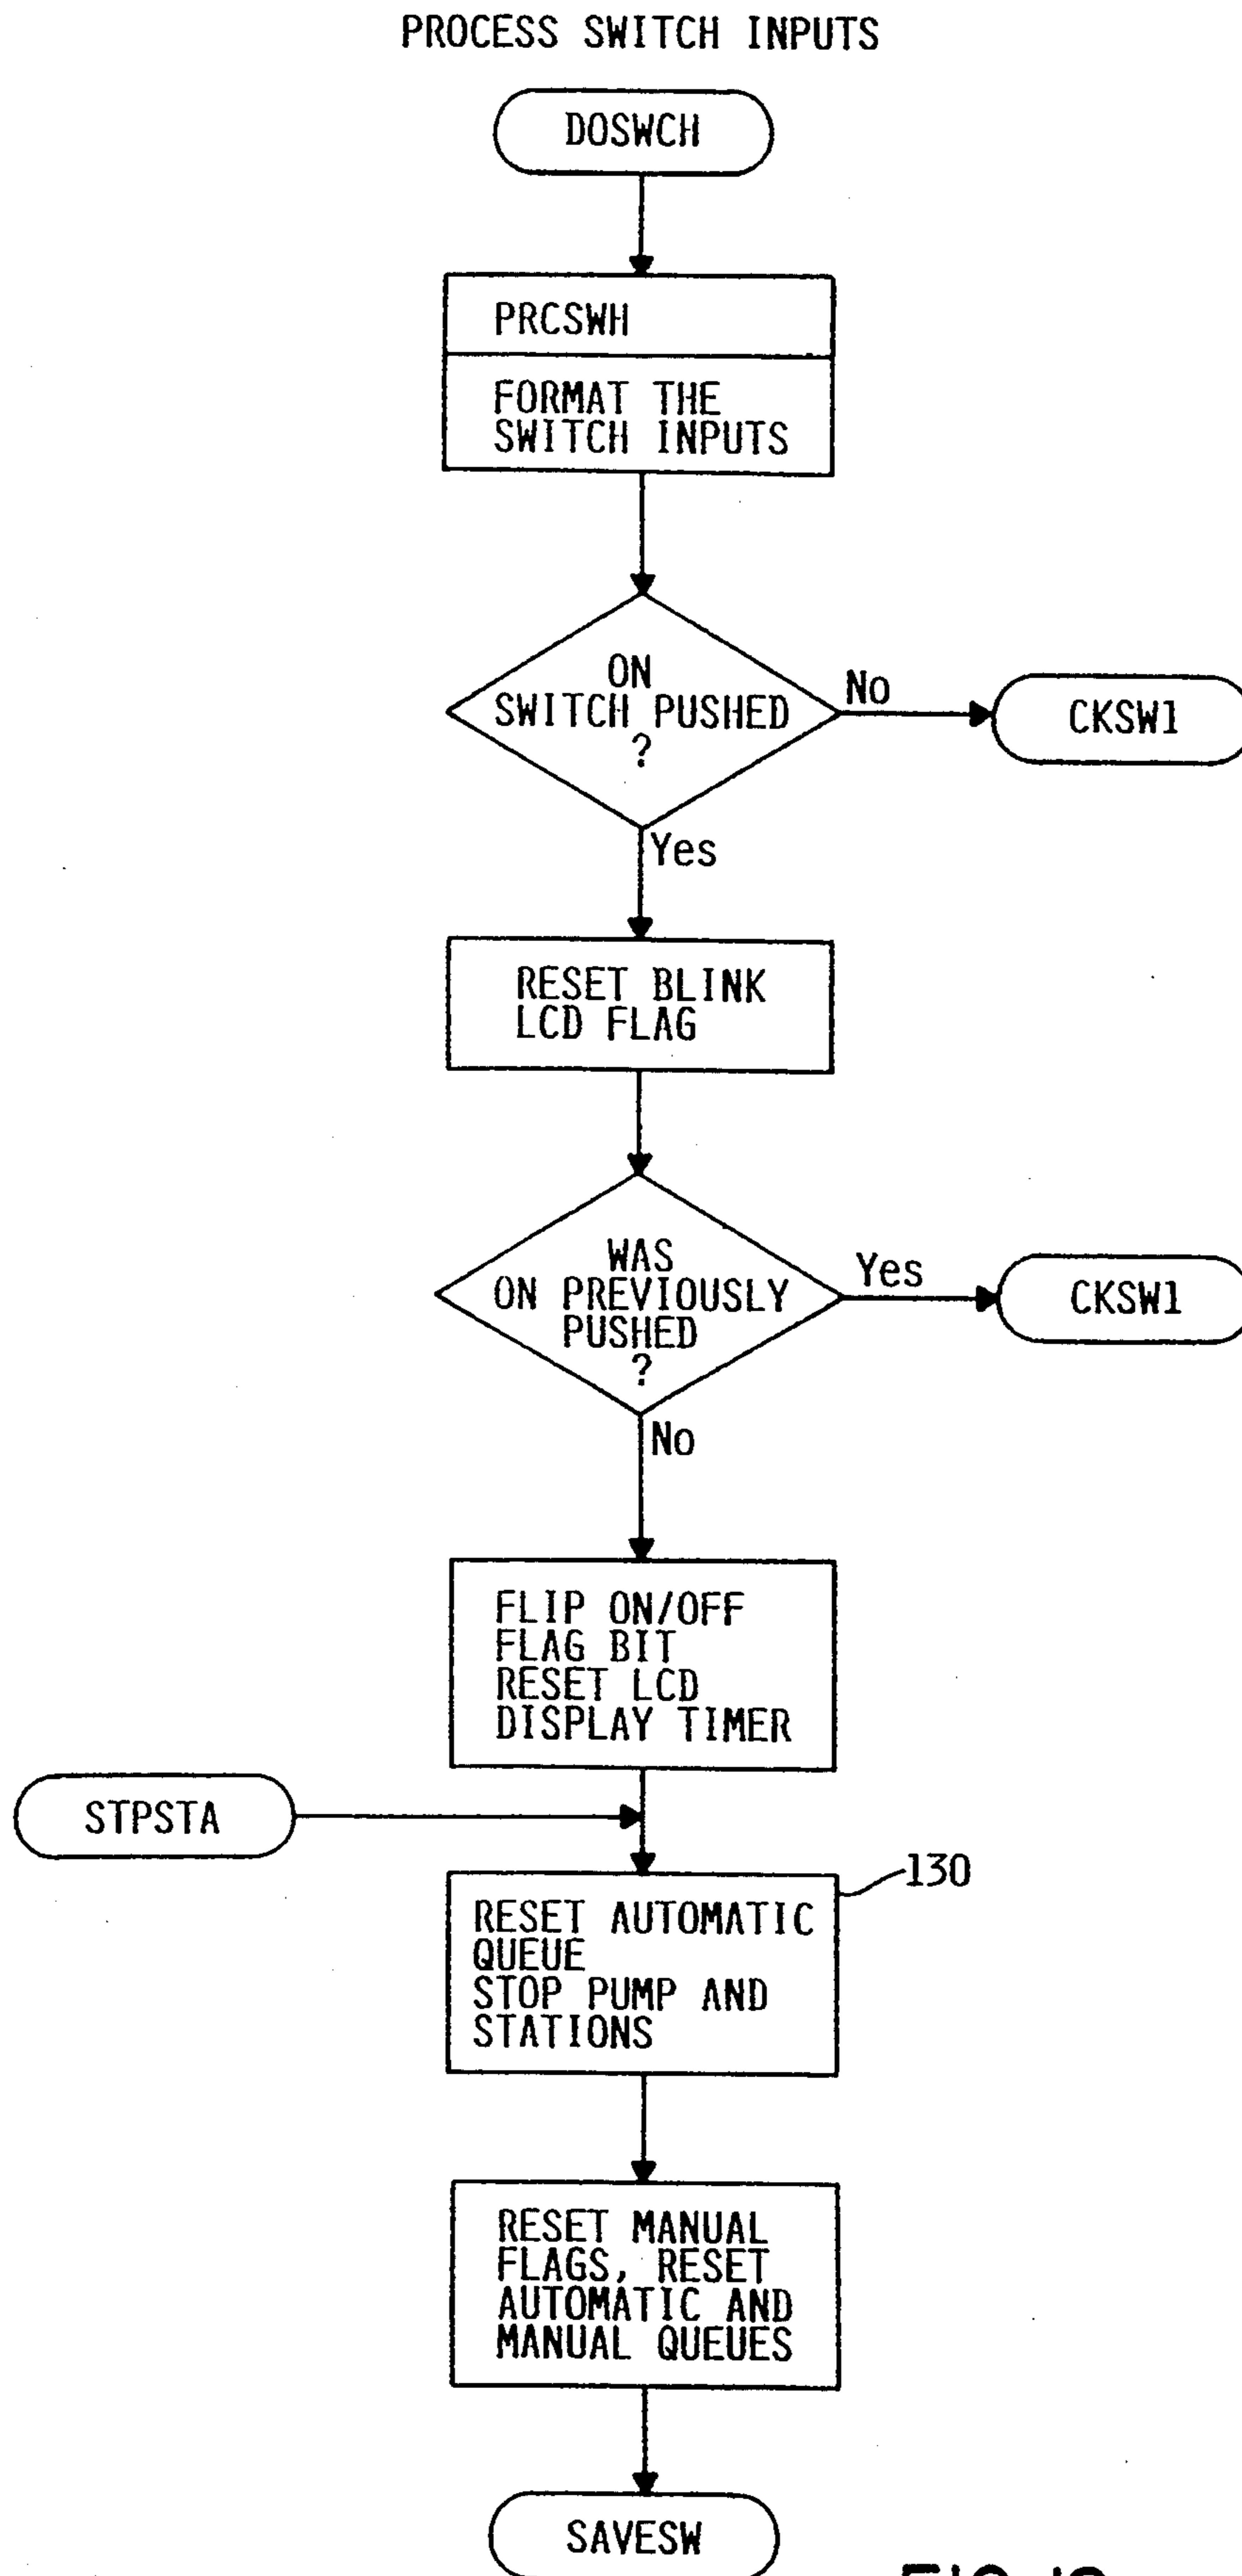 PROCESS SWITCH INPUTS
DOSWCH
PRCSWH
FORMAT THE
SWITCH INPUTS
ON
SWITCH PUSHED
?
No
CKSW1
Yes
RESET BLINK
LCD FLAG
WAS
ON PREVIOUSLY
PUSHED
?
Yes
CKSW1
No
FLIP ON/OFF
FLAG BIT
RESET LCD
DISPLAY TIMER
STPSTA
130
RESET AUTOMATIC
QUEUE
STOP PUMP AND
STATIONS
RESET MANUAL
FLAGS, RESET
AUTOMATIC AND
MANUAL QUEUES
SAVESW